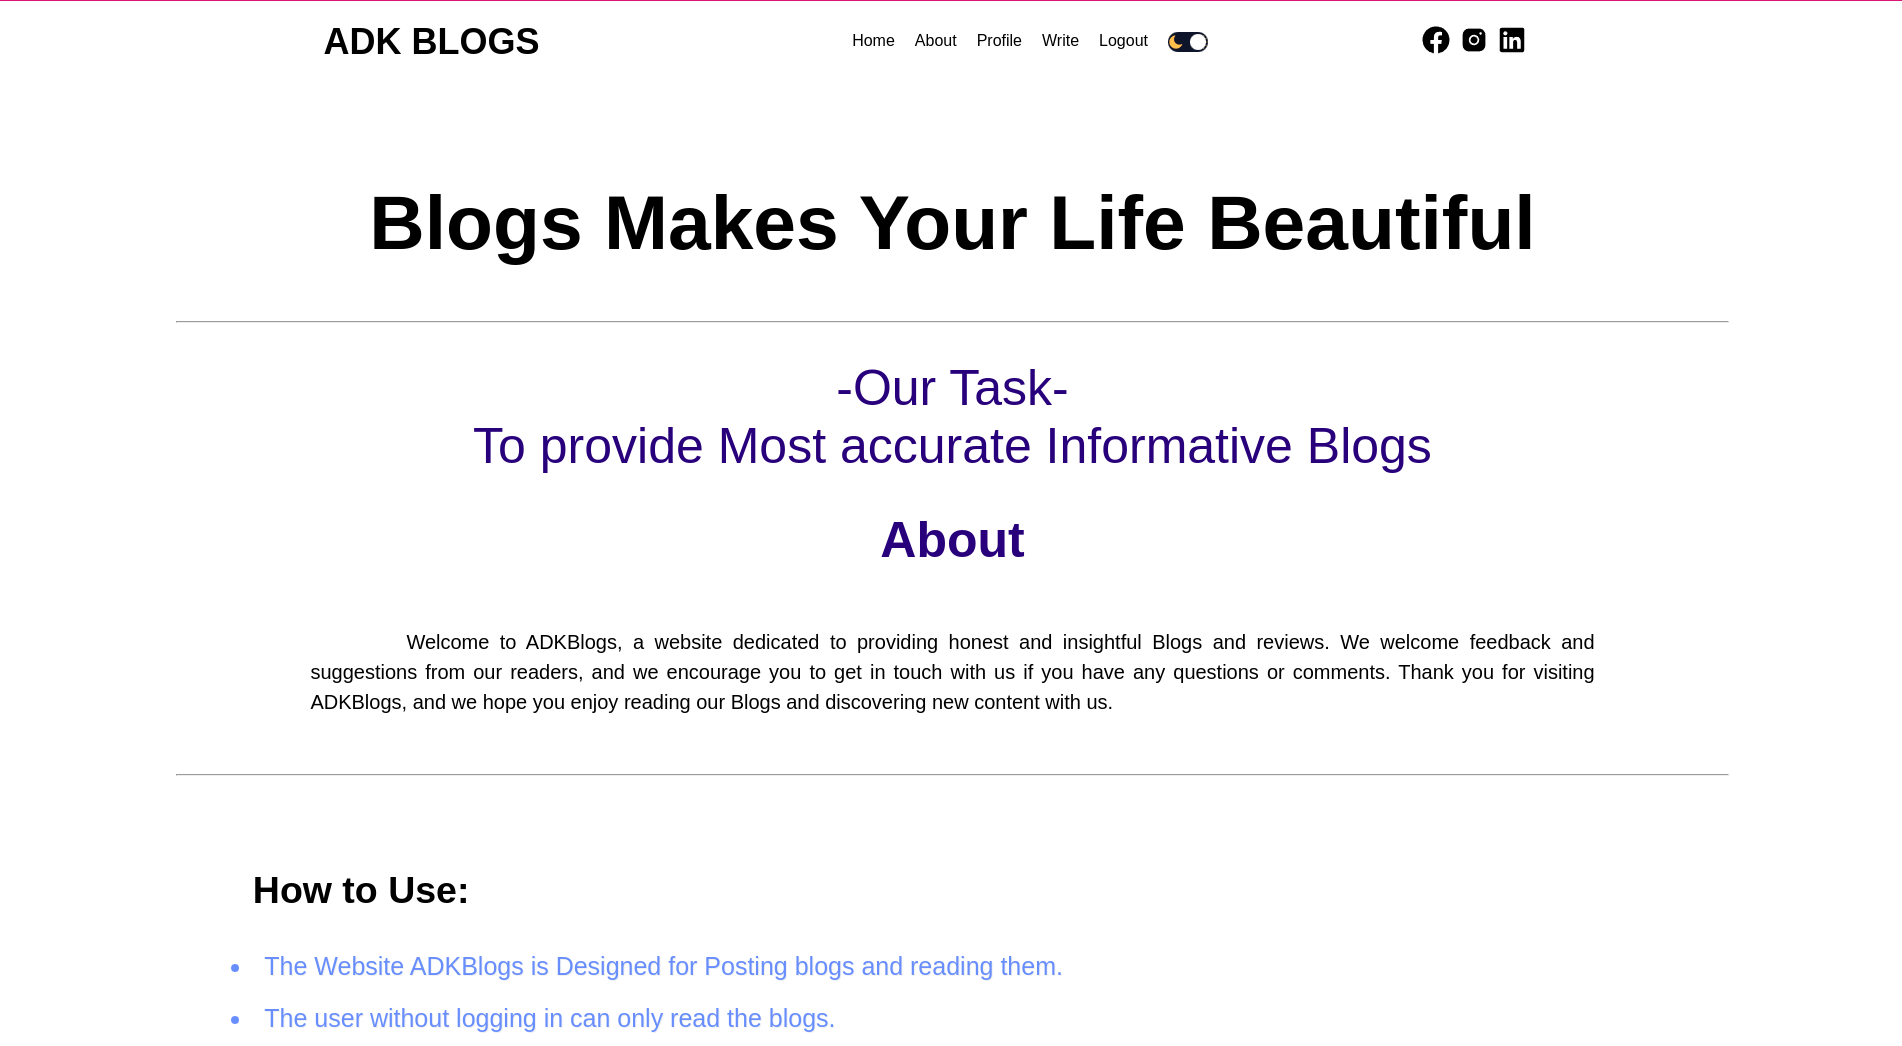 ADK BLOGS
Home About Profile Write Logout
Blogs Makes Your Life Beautiful
-Our Task-
To provide Most accurate Informative Blogs
About
Welcome to ADKBlogs, a website dedicated to providing honest and insightful Blogs and reviews. We welcome feedback and
suggestions from our readers, and we encourage you to get in touch with us if you have any questions or comments. Thank you for visiting
ADKBlogs, and we hope you enjoy reading our Blogs and discovering new content with us.
How to Use:
The Website ADKBlogs is Designed for Posting blogs and reading them.
The user without logging in can only read the blogs.